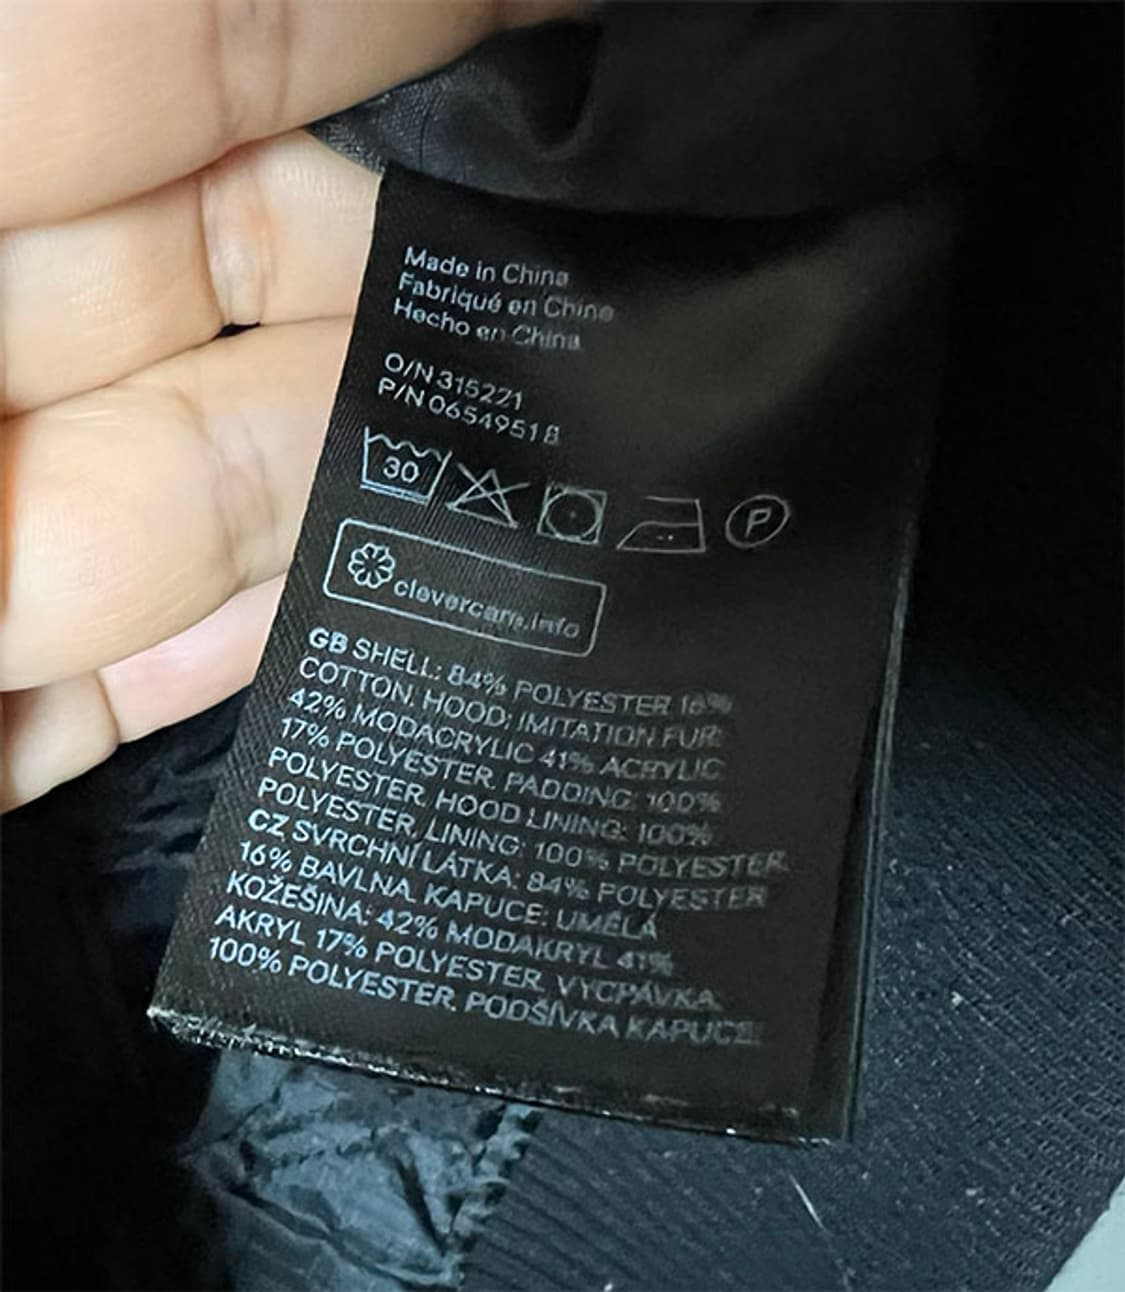 Made in China
Fabriqué en Chine
Hecho en China
O/N 315221
P/N 06549518
30
P
clevercare.info
GB SHELL: 84% POLYESTER 16%
COTTON. HOOD: IMITATION FUR:
42% MODACRYLIC 41% ACRYLIC
17% POLYESTER. PADDING: 100%
POLYESTER. HOOD LINING: 100%
POLYESTER. LINING: 100% POLYESTER.
CZ SVRCHNÍ LÁTKA: 84% POLYESTER
16% BAVLNA. KAPUCE: UMĚLÁ
KOŽEŠINA: 42% MODAKRYL 41%
AKRYL 17% POLYESTER. VYCPÁVKA:
100% POLYESTER. PODŠÍVKA KAPUCE: